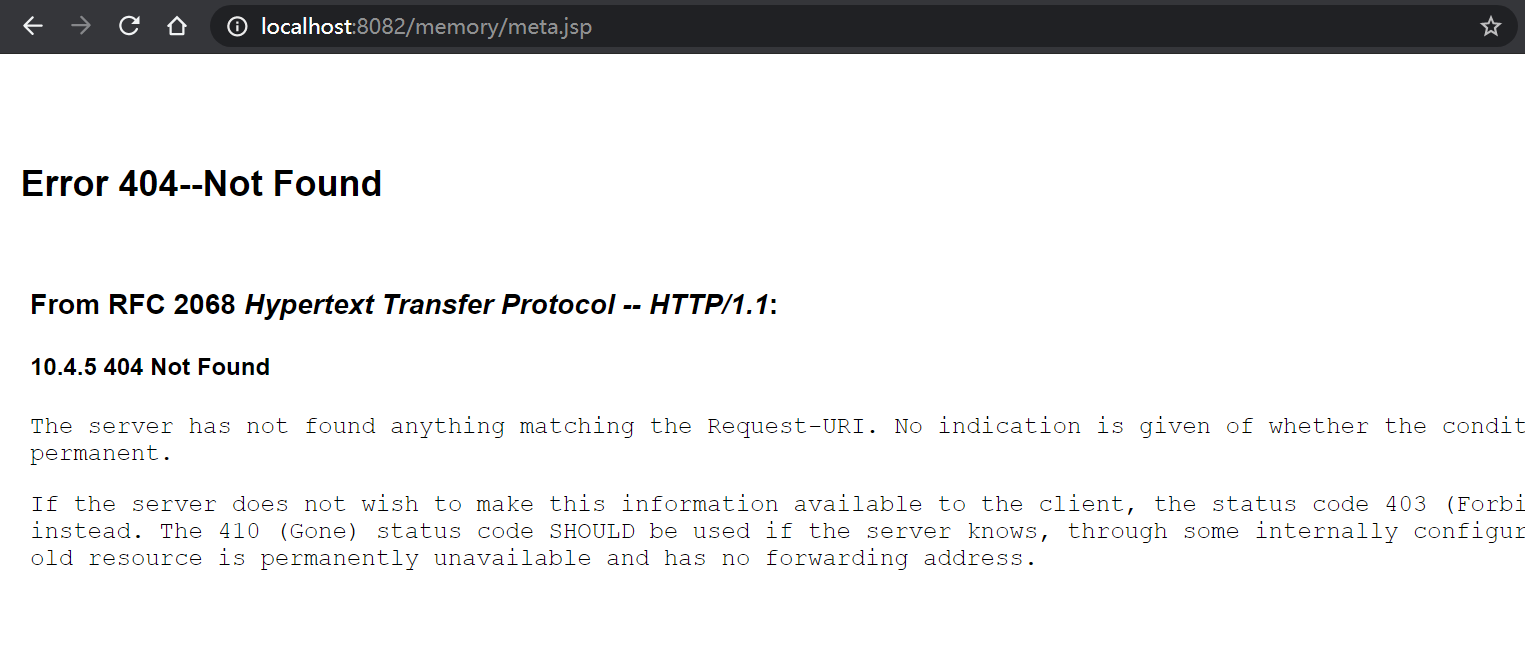 localhost:8082/memory/meta.jsp
Error 404--Not Found
From RFC 2068 Hypertext Transfer Protocol -- HTTP/1.1:
10.4.5 404 Not Found
The server has not found anything matching the Request-URI. No indication is given of whether the condit
permanent.
If the server does not wish to make this information available to the client, the status code 403 (Forbi
instead. The 410 (Gone) status code SHOULD be used if the server knows, through some internally configur
old resource is permanently unavailable and has no forwarding address.